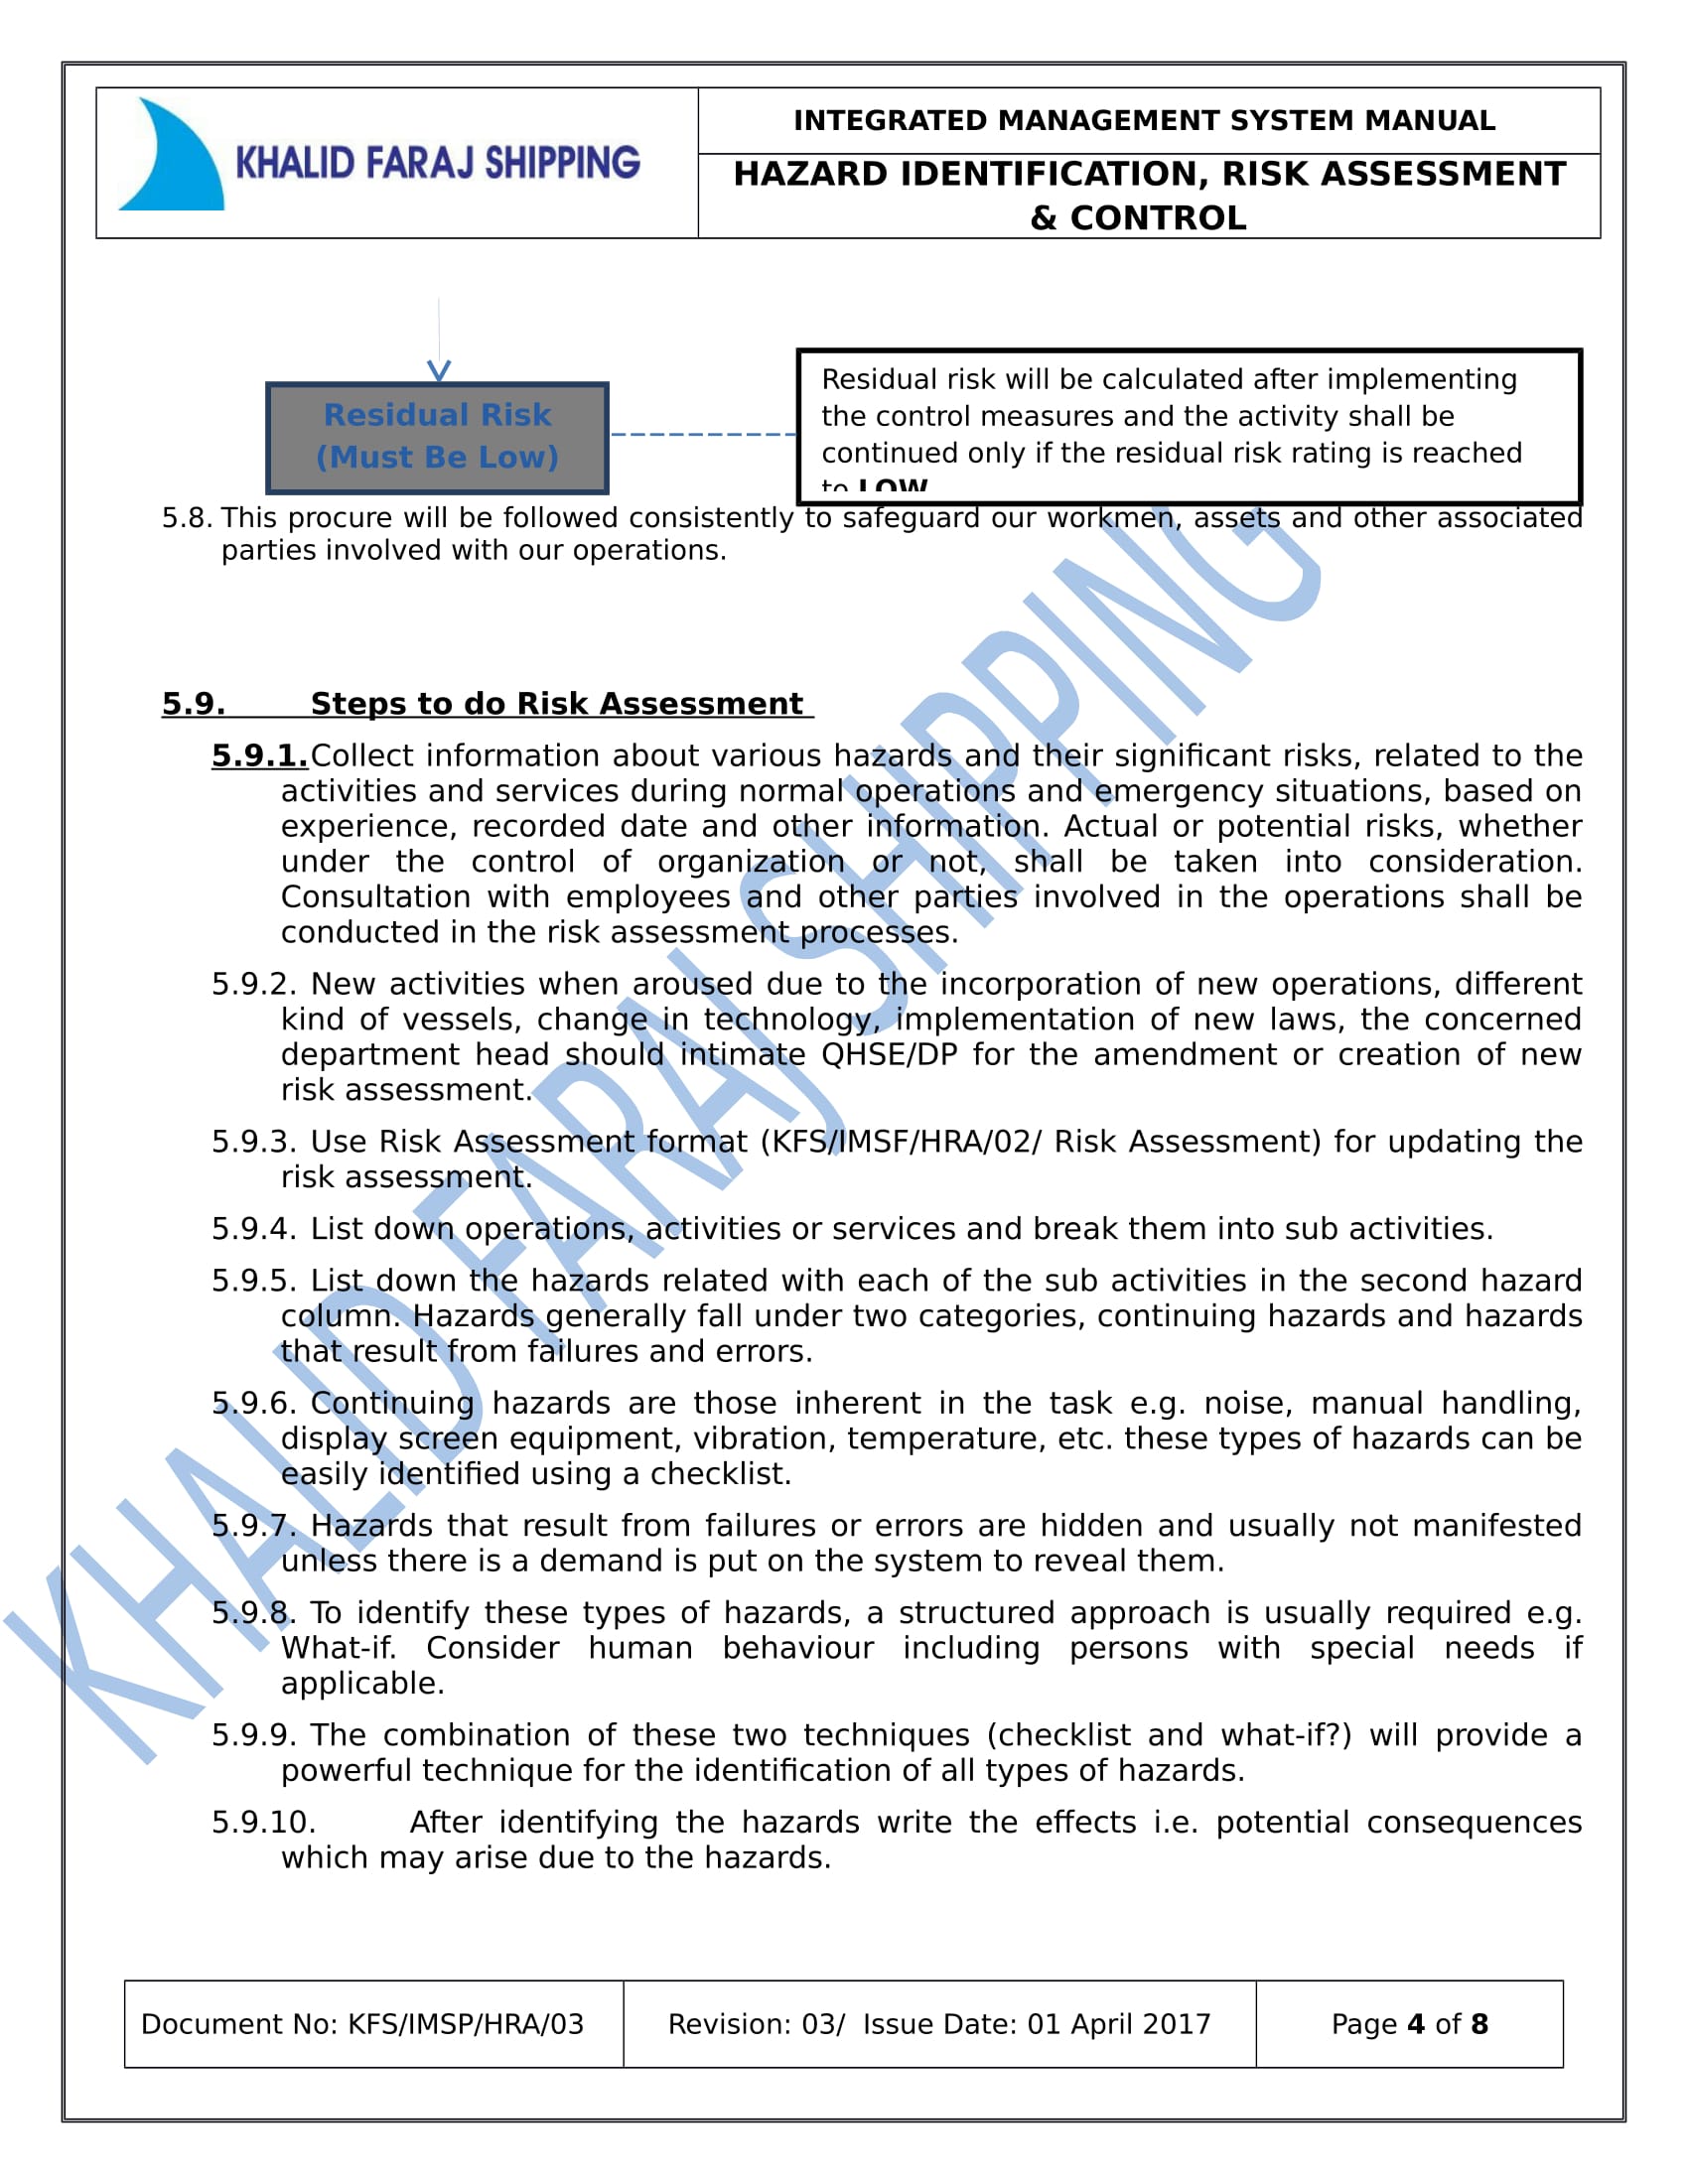 KHALID FARAJ SHIPPING
INTEGRATED MANAGEMENT SYSTEM MANUAL
HAZARD IDENTIFICATION, RISK ASSESSMENT
& CONTROL
Residual Risk
(Must Be Low)
Residual risk will be calculated after implementing
the control measures and the activity shall be
continued only if the residual risk rating is reached
to LOW
5.8. This procure will be followed consistently to safeguard our workmen, assets and other associated
parties involved with our operations.
5.9. Steps to do Risk Assessment
5.9.1. Collect information about various hazards and their significant risks, related to the
activities and services during normal operations and emergency situations, based on
experience, recorded date and other information. Actual or potential risks, whether
under the control of organization or not, shall be taken into consideration.
Consultation with employees and other parties involved in the operations shall be
conducted in the risk assessment processes.
5.9.2. New activities when aroused due to the incorporation of new operations, different
kind of vessels, change in technology, implementation of new laws, the concerned
department head should intimate QHSE/DP for the amendment or creation of new
risk assessment.
5.9.3. Use Risk Assessment format (KFS/IMSF/HRA/02/ Risk Assessment) for updating the
risk assessment.
5.9.4. List down operations, activities or services and break them into sub activities.
5.9.5. List down the hazards related with each of the sub activities in the second hazard
column. Hazards generally fall under two categories, continuing hazards and hazards
that result from failures and errors.
5.9.6. Continuing hazards are those inherent in the task e.g. noise, manual handling,
display screen equipment, vibration, temperature, etc. these types of hazards can be
easily identified using a checklist.
5.9.7. Hazards that result from failures or errors are hidden and usually not manifested
unless there is a demand is put on the system to reveal them.
5.9.8. To identify these types of hazards, a structured approach is usually required e.g.
What-if. Consider human behaviour including persons with special needs if
applicable.
5.9.9. The combination of these two techniques (checklist and what-if?) will provide a
powerful technique for the identification of all types of hazards.
5.9.10. After identifying the hazards write the effects i.e. potential consequences
which may arise due to the hazards.
KHALID FARAJ SHIPPING
Document No: KFS/IMSP/HRA/03
Revision: 03/ Issue Date: 01 April 2017
Page 4 of 8